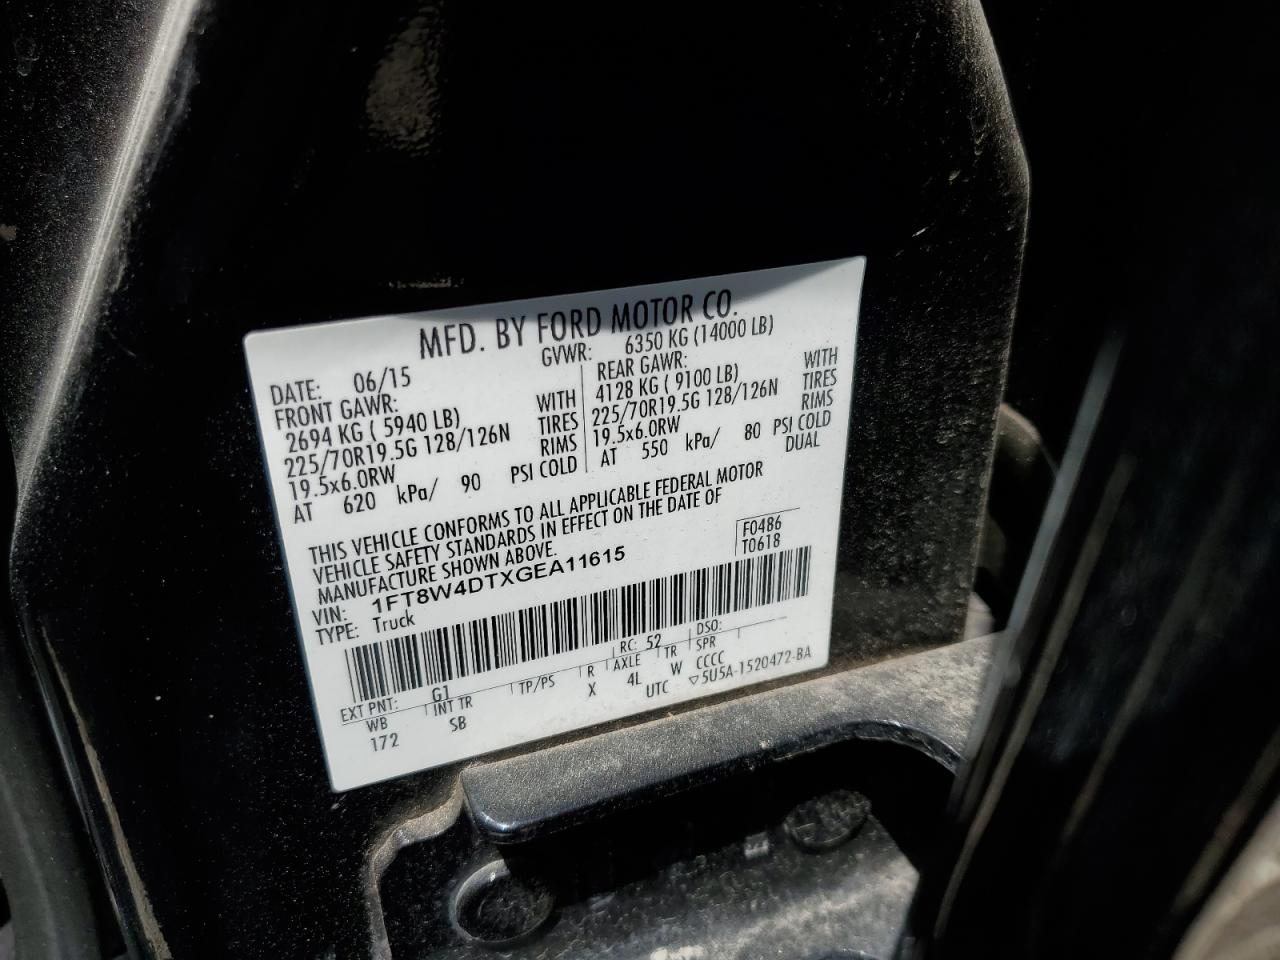 MFD. BY FORD MOTOR CO.
DATE: 06/15
GVWR: 6350 KG (14000 LB)
FRONT GAWR:
2694 KG ( 5940 LB) WITH
225/70R19.5G 128/126N TIRES
19.5x6.0RW RIMS
AT 620 kPa/ 90 PSI COLD
REAR GAWR:
4128 KG ( 9100 LB) WITH
225/70R19.5G 128/126N TIRES
19.5x6.0RW RIMS
AT 550 kPa/ 80 PSI COLD
DUAL
THIS VEHICLE CONFORMS TO ALL APPLICABLE FEDERAL MOTOR
VEHICLE SAFETY STANDARDS IN EFFECT ON THE DATE OF
MANUFACTURE SHOWN ABOVE.
F0486
T0618
VIN: 1FT8W4DTXGEA11615
TYPE: Truck
EXT PNT: G1 RC: 52 DSO:
WB INT TR TP/PS R AXLE TR SPR
172 SB X 4L W CCCC
UTC ▽5U5A-1520472-BA